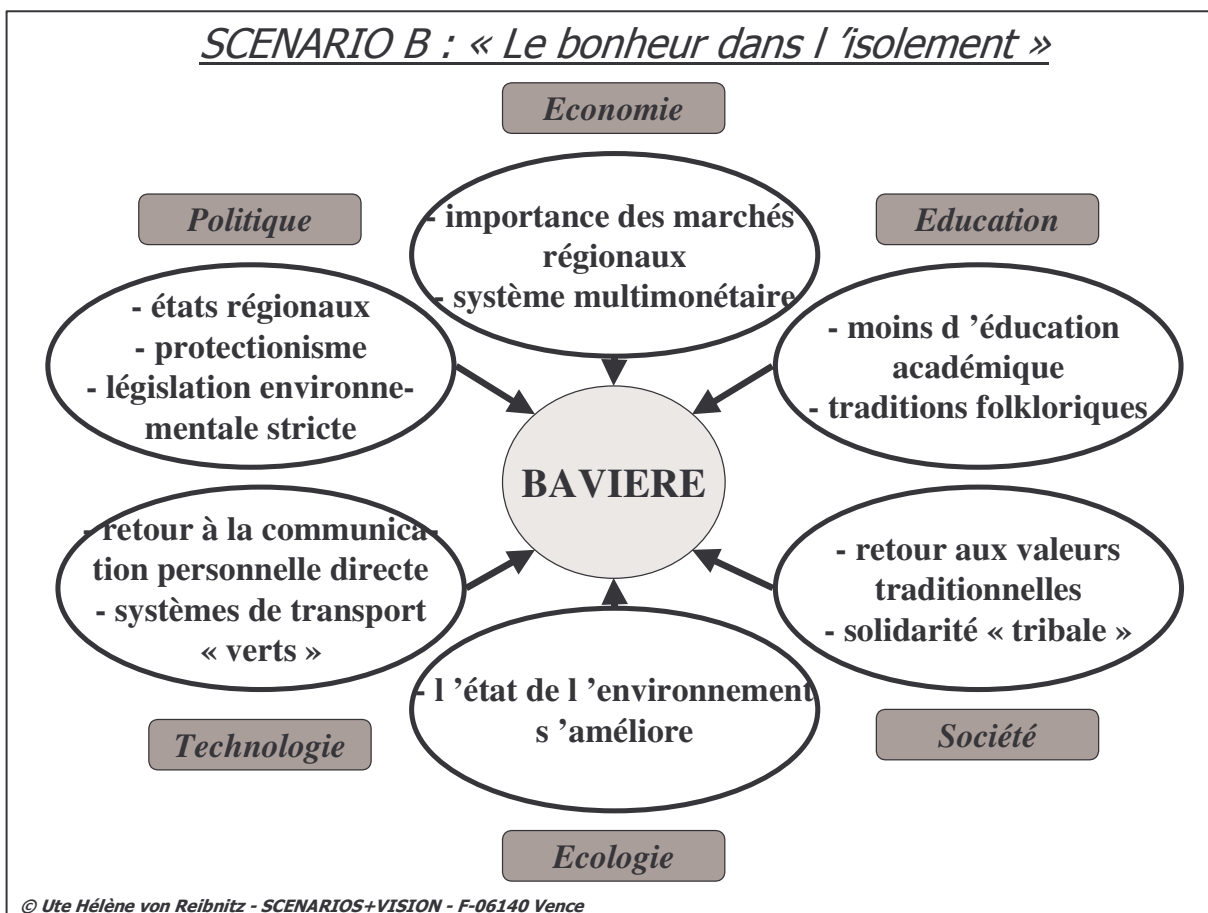 SCENARIO B : « Le bonheur dans l ’isolement »
Economie
- importance des marchés
régionaux
- système multimonétaire
Politique
- états régionaux
- protectionisme
- législation environne-
mentale stricte
Education
- moins d ’éducation
académique
- traditions folkloriques
BAVIERE
- retour à la communica-
tion personnelle directe
- systèmes de transport
« verts »
Technologie
- retour aux valeurs
traditionnelles
- solidarité « tribale »
Société
- l ’état de l ’environnement
s ’améliore
Ecologie
© Ute Hélène von Reibnitz - SCENARIOS+VISION - F-06140 Vence